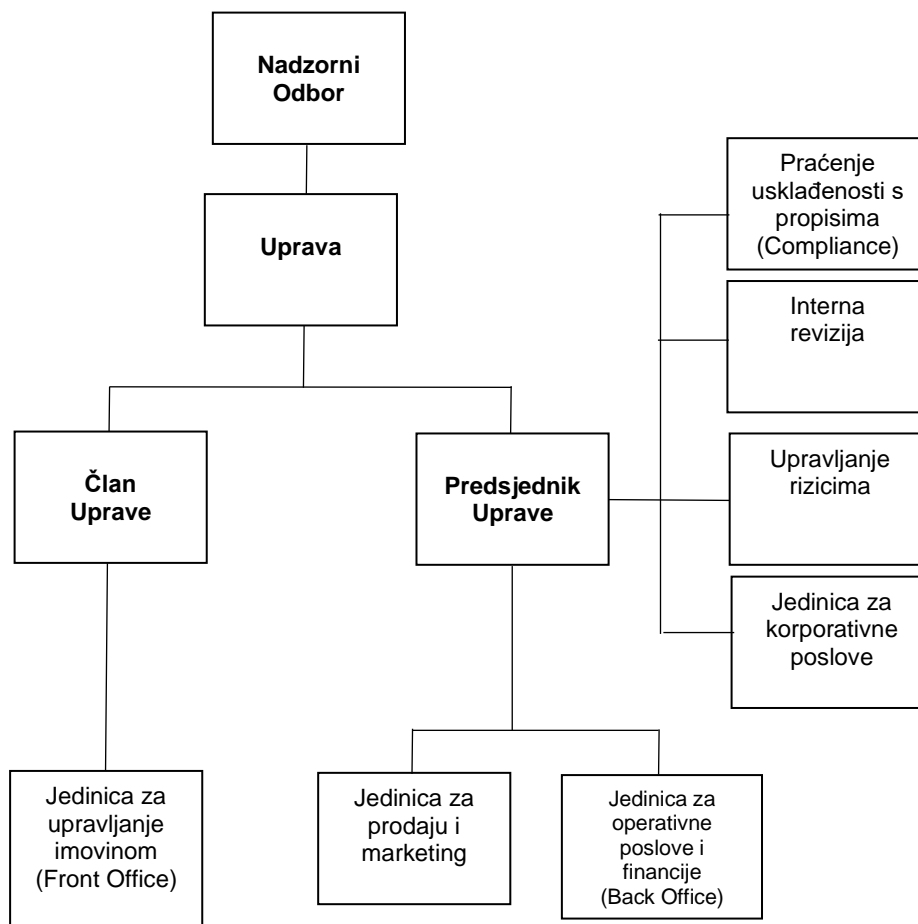 Nadzorni
Odbor
Uprava
Praćenje
usklađenosti s
propisima
(Compliance)
Interna
revizija
Član
Uprave
Predsjednik
Uprave
Upravljanje
rizicima
Jedinica za
korporativne
poslove
Jedinica za
upravljanje
imovinom
(Front Office)
Jedinica za
prodaju i
marketing
Jedinica za
operativne
poslove i
financije
(Back Office)